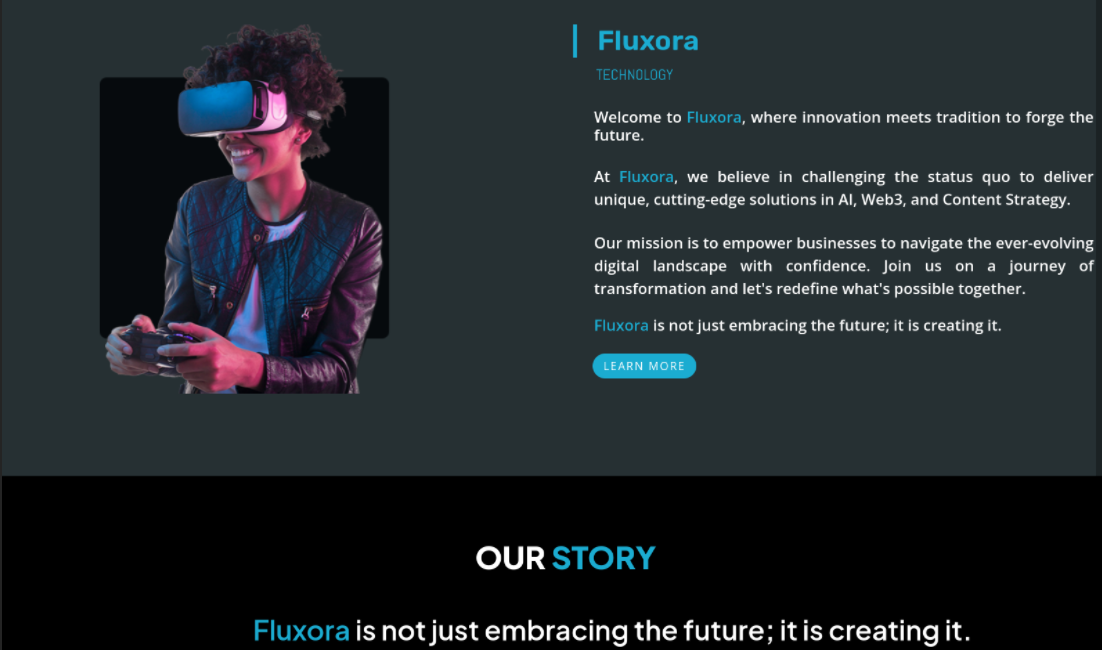 Fluxora
TECHNOLOGY
Welcome to Fluxora, where innovation meets tradition to forge the
future.
At Fluxora, we believe in challenging the status quo to deliver
unique, cutting-edge solutions in AI, Web3, and Content Strategy.
Our mission is to empower businesses to navigate the ever-evolving
digital landscape with confidence. Join us on a journey of
transformation and let's redefine what's possible together.
Fluxora is not just embracing the future; it is creating it.
LEARN MORE
OUR STORY
Fluxora is not just embracing the future; it is creating it.